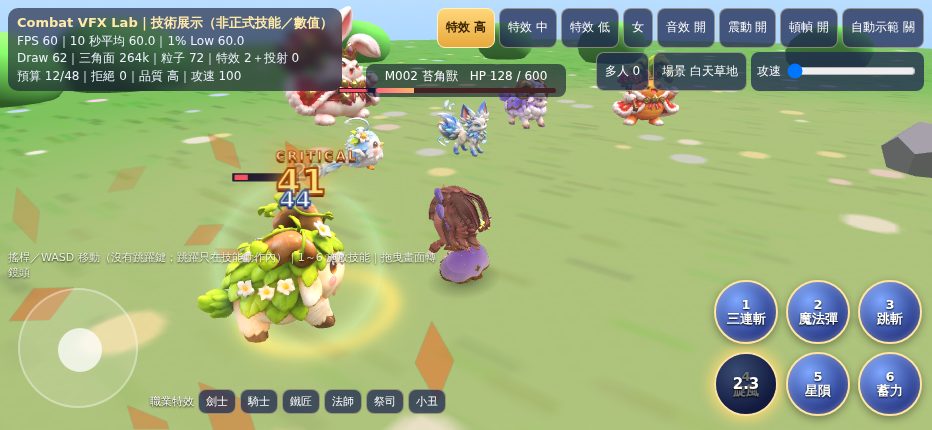 Combat VFX Lab｜技術展示（非正式技能／數值）
FPS 60｜10 秒平均 60.0｜1% Low 60.0
Draw 62｜三角面 264k｜粒子 72｜特效 2＋投射 0
預算 12/48｜拒絕 0｜品質 高｜攻速 100
特效 高
特效 中
特效 低
女
音效 開
震動 開
頓幀 開
自動示範 關
多人 0
場景 白天草地
攻速
M002 苔角獸 HP 128 / 600
CRITICAL
41
44
搖桿／WASD 移動（沒有跳躍鍵；跳躍只在技能動作內）｜1～6 施放技能｜拖曳畫面轉
鏡頭
1
三連斬
2
魔法彈
3
跳斬
2.3
旋風
5
星隕
6
蓄力
職業特效
劍士
騎士
鐵匠
法師
祭司
小丑